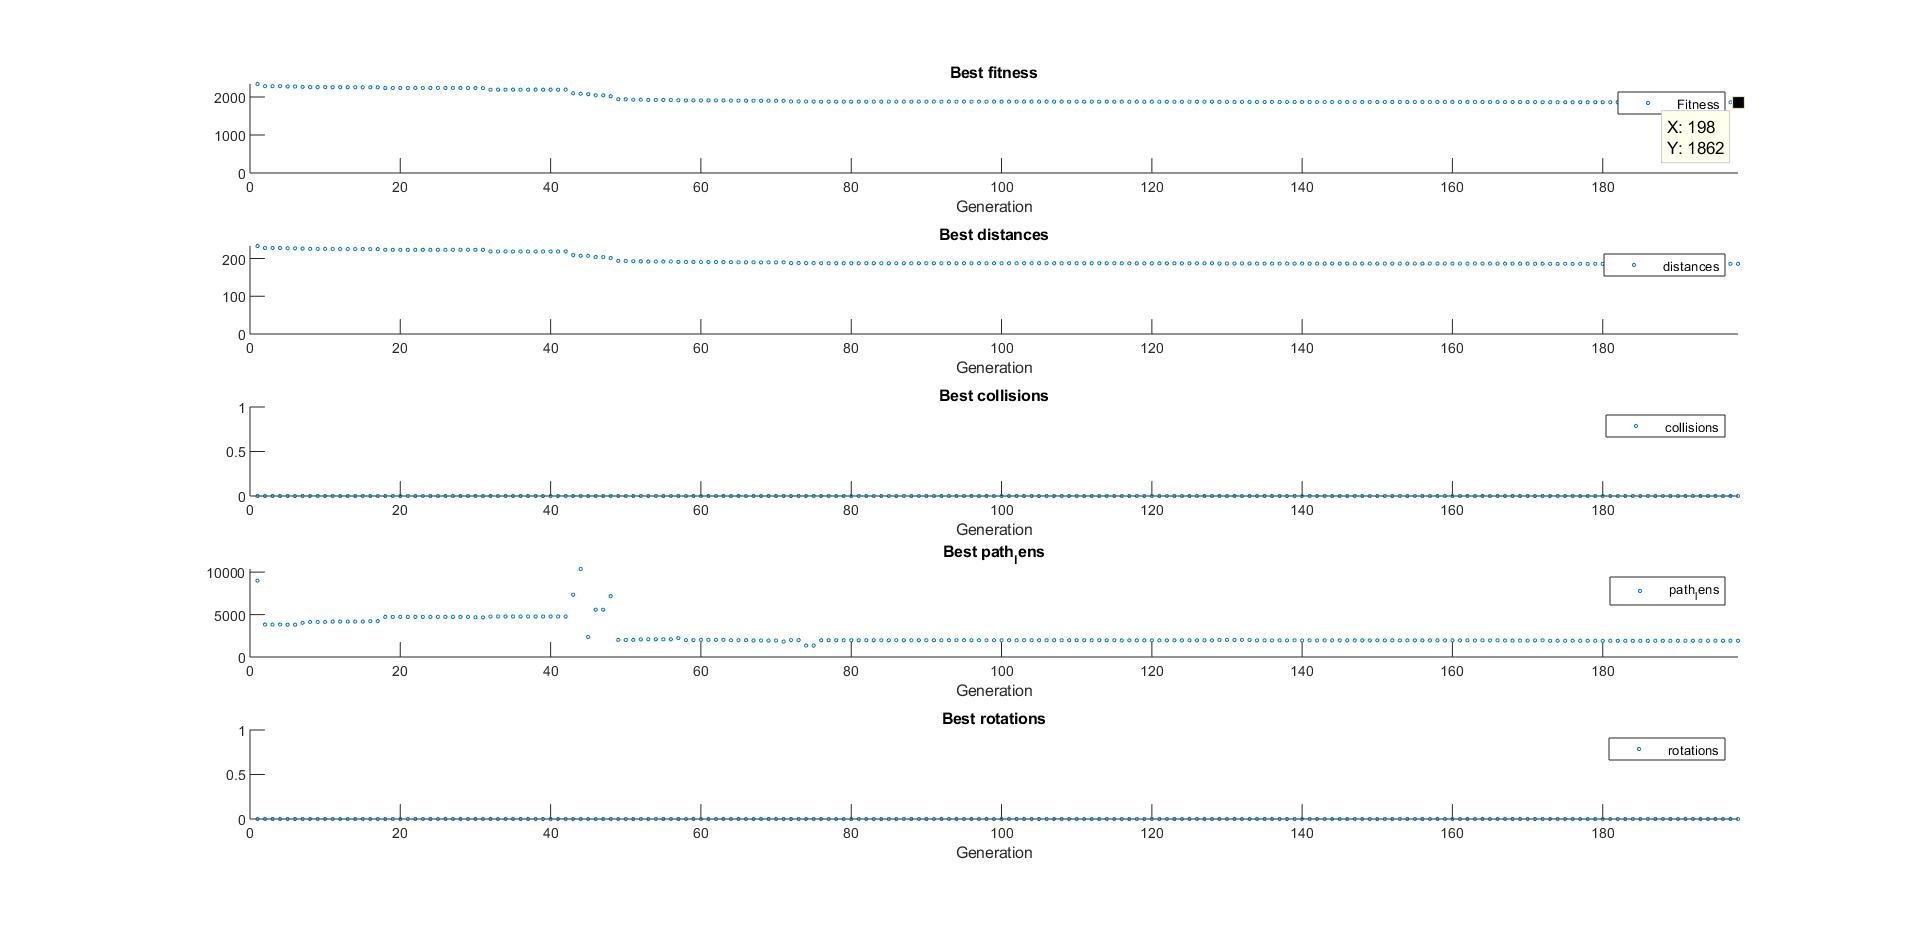 Best fitness
2000
1000
0
Fitness
X: 198
Y: 1862
0 20 40 60 80 100 120 140 160 180
Generation
Best distances
200
100
0
distances
0 20 40 60 80 100 120 140 160 180
Generation
Best collisions
1
0.5
0
collisions
0 20 40 60 80 100 120 140 160 180
Generation
Best pathlens
10000
5000
0
pathlens
0 20 40 60 80 100 120 140 160 180
Generation
Best rotations
1
0.5
0
rotations
0 20 40 60 80 100 120 140 160 180
Generation